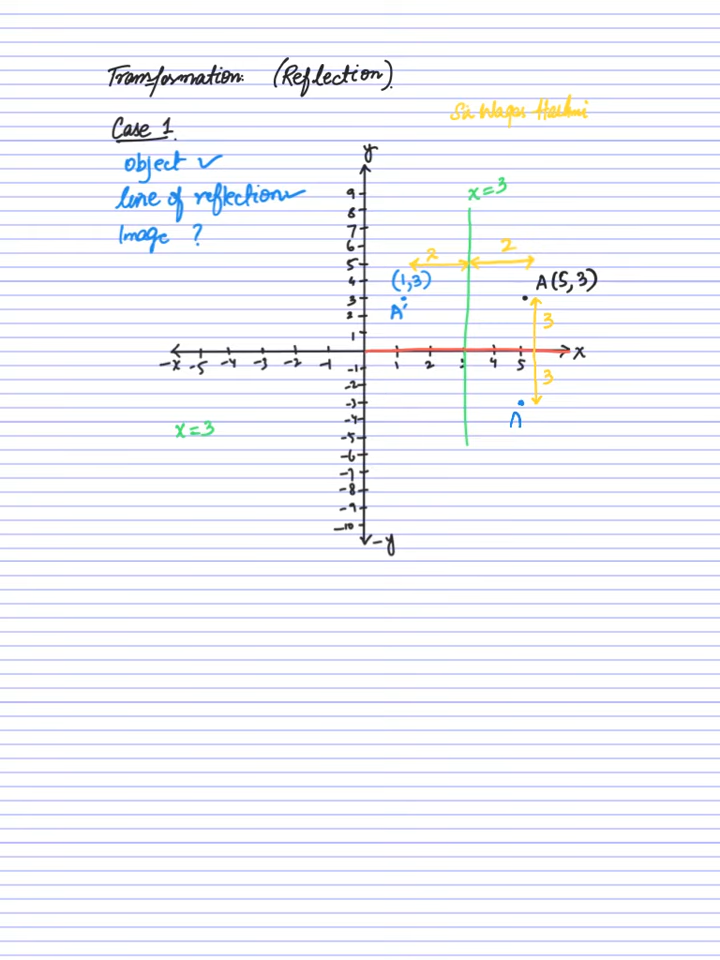 Transformation: (Reflection).
Sir Waqas Hashmi
Case 1
object ✓
line of reflection ✓
Image ?
y
x=3
9
8
7
6
5
4
3
2
1
2 2
(1,3)
A'
A(5,3)
3
3
-x -5 -4 -3 -2 -1 1 2 3 4 5 x
-1
-2
-3
-4
-5
-6
-7
-8
-9
-10
-y
A
x=3